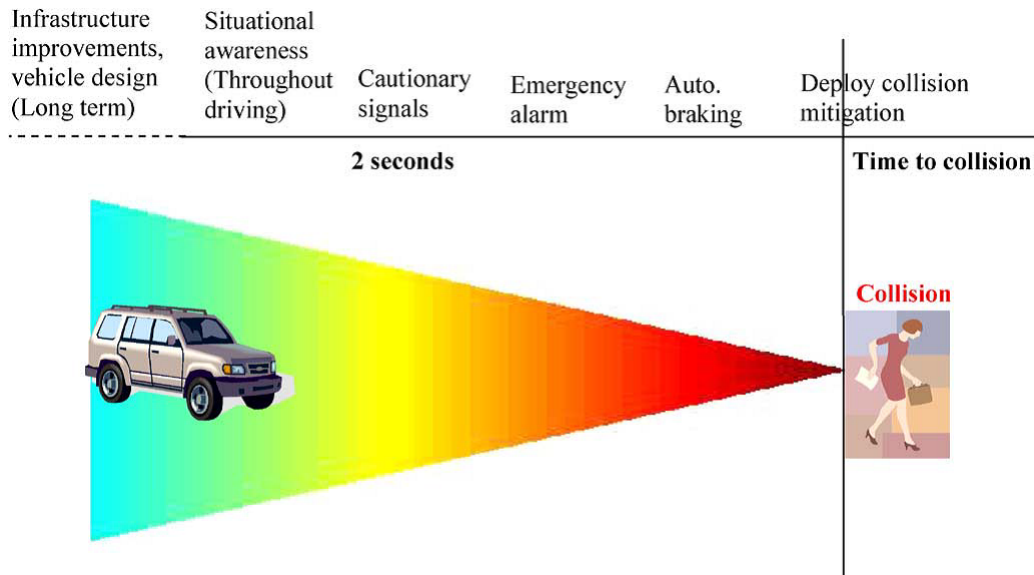 Infrastructure
improvements,
vehicle design
(Long term)
Situational
awareness
(Throughout
driving)
Cautionary
signals
Emergency
alarm
Auto.
braking
Deploy collision
mitigation
2 seconds
Time to collision
Collision